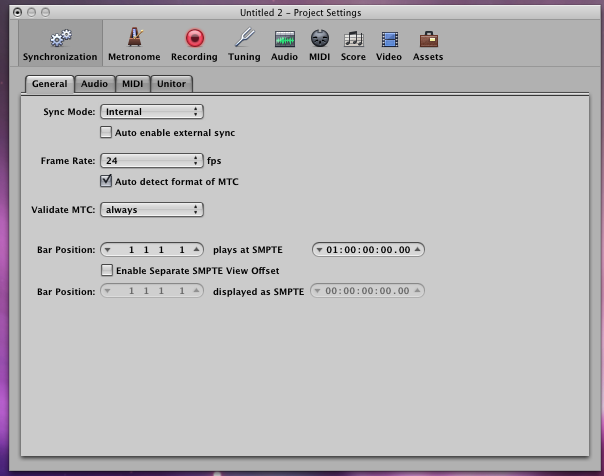 Untitled 2 – Project Settings
Synchronization Metronome Recording Tuning Audio MIDI Score Video Assets
General Audio MIDI Unitor
Sync Mode: Internal
Auto enable external sync
Frame Rate: 24 fps
Auto detect format of MTC
Validate MTC: always
Bar Position: 1 1 1 1 plays at SMPTE 01:00:00:00.00
Enable Separate SMPTE View Offset
Bar Position: 1 1 1 1 displayed as SMPTE 00:00:00:00.00